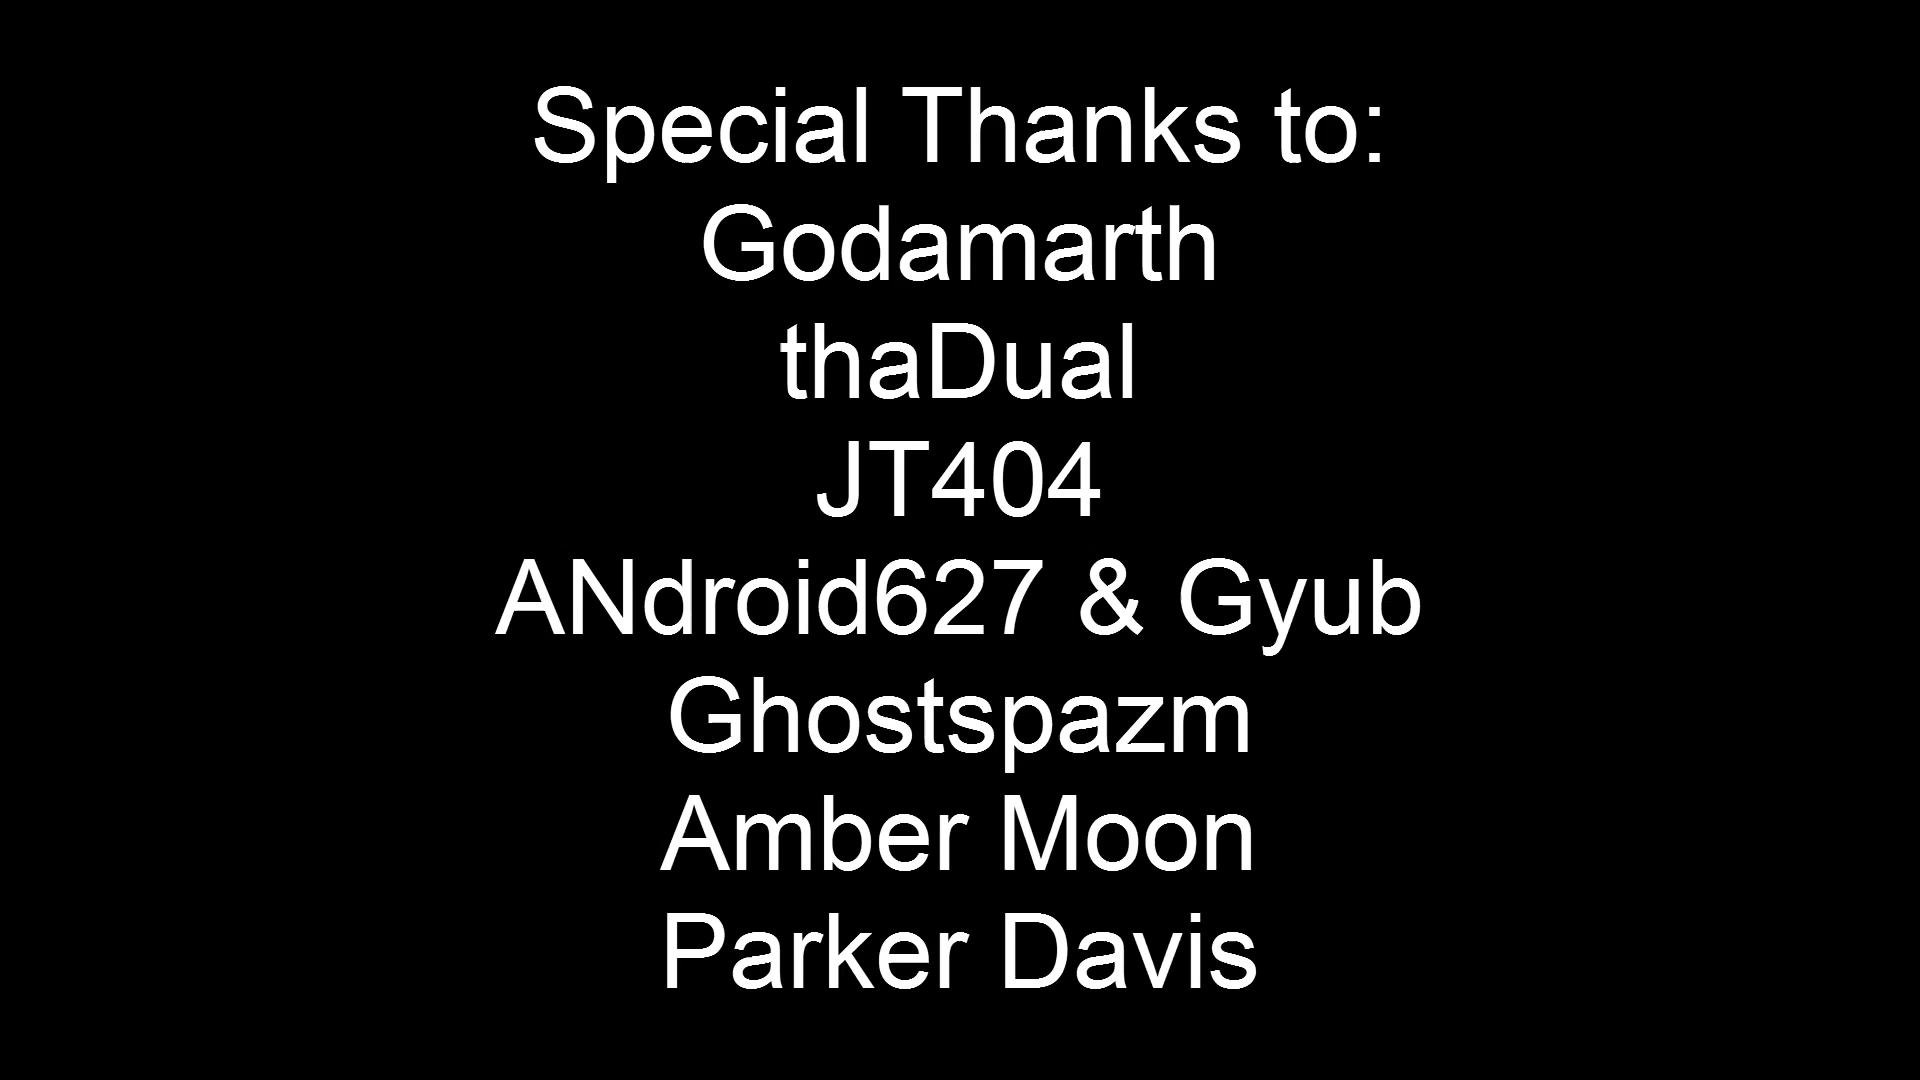 Special Thanks to:
Godamarth
thaDual
JT404
ANdroid627 & Gyub
Ghostspazm
Amber Moon
Parker Davis